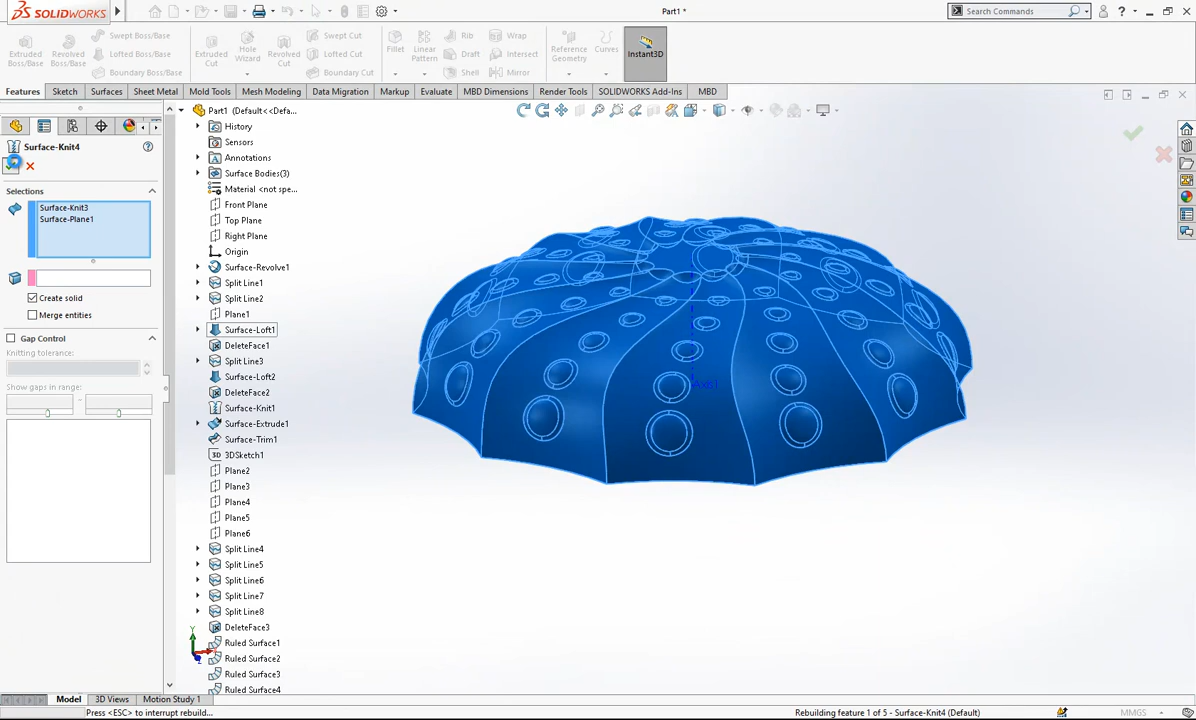 SOLIDWORKS
Part1 *
Search Commands
Extruded Boss/Base
Revolved Boss/Base
Swept Boss/Base
Lofted Boss/Base
Boundary Boss/Base
Extruded Cut
Hole Wizard
Revolved Cut
Swept Cut
Lofted Cut
Boundary Cut
Fillet
Linear Pattern
Rib
Draft
Shell
Wrap
Intersect
Mirror
Reference Geometry
Curves
Instant3D
Features
Sketch
Surfaces
Sheet Metal
Mold Tools
Mesh Modeling
Data Migration
Markup
Evaluate
MBD Dimensions
Render Tools
SOLIDWORKS Add-Ins
MBD
Surface-Knit4
Selections
Surface-Knit3
Surface-Plane1
Create solid
Merge entities
Gap Control
Knitting tolerance:
Show gaps in range:
~
Part1 (Default<<Defa...
History
Sensors
Annotations
Surface Bodies(3)
Material <not spe...
Front Plane
Top Plane
Right Plane
Origin
Surface-Revolve1
Split Line1
Split Line2
Plane1
Surface-Loft1
DeleteFace1
Split Line3
Surface-Loft2
DeleteFace2
Surface-Knit1
Surface-Extrude1
Surface-Trim1
3DSketch1
Plane2
Plane3
Plane4
Plane5
Plane6
Split Line4
Split Line5
Split Line6
Split Line7
Split Line8
DeleteFace3
Ruled Surface1
Ruled Surface2
Ruled Surface3
Ruled Surface4
Axis1
Y
Model
3D Views
Motion Study 1
Press <ESC> to interrupt rebuild...
Rebuilding feature 1 of 5 - Surface-Knit4 (Default)
MMGS